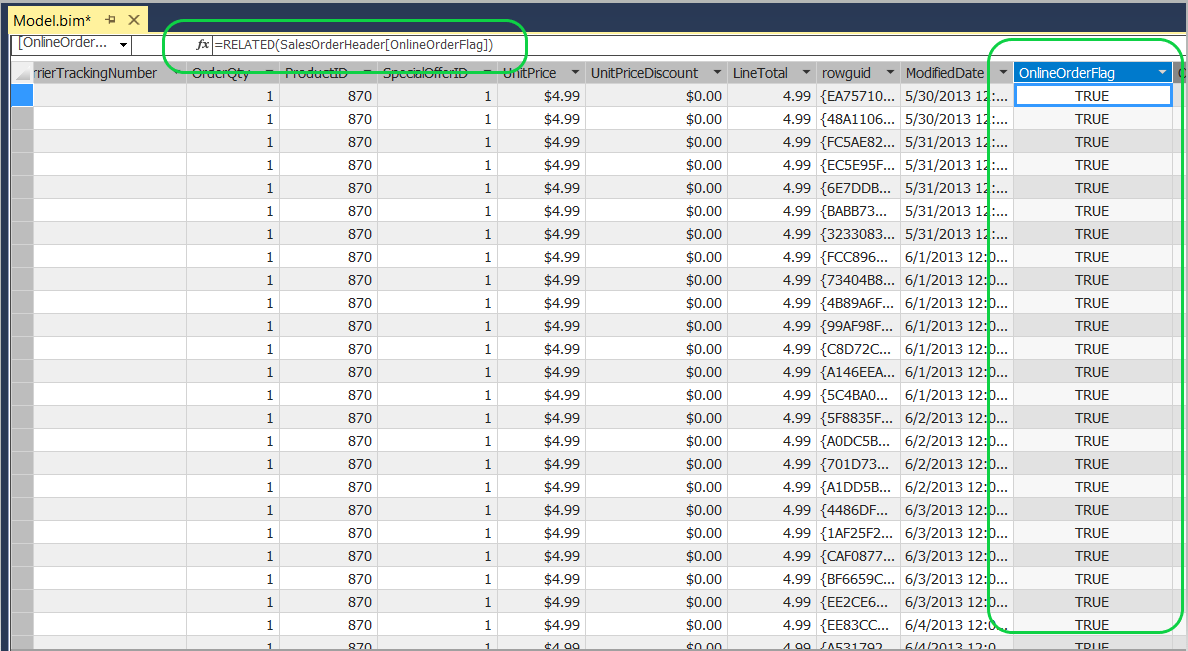 Model.bim*
[OnlineOrder... fx =RELATED(SalesOrderHeader[OnlineOrderFlag])
rrierTrackingNumber OrderQty ProductID SpecialOfferID UnitPrice UnitPriceDiscount LineTotal rowguid ModifiedDate OnlineOrderFlag
1 870 1 $4.99 $0.00 4.99 {EA75710... 5/30/2013 12:... TRUE
1 870 1 $4.99 $0.00 4.99 {48A1106... 5/30/2013 12:... TRUE
1 870 1 $4.99 $0.00 4.99 {FC5AE82... 5/31/2013 12:... TRUE
1 870 1 $4.99 $0.00 4.99 {EC5E95F... 5/31/2013 12:... TRUE
1 870 1 $4.99 $0.00 4.99 {6E7DDB... 5/31/2013 12:... TRUE
1 870 1 $4.99 $0.00 4.99 {BABB73... 5/31/2013 12:... TRUE
1 870 1 $4.99 $0.00 4.99 {3233083... 5/31/2013 12:... TRUE
1 870 1 $4.99 $0.00 4.99 {FCC896... 6/1/2013 12:0... TRUE
1 870 1 $4.99 $0.00 4.99 {73404B8... 6/1/2013 12:0... TRUE
1 870 1 $4.99 $0.00 4.99 {4B89A6F... 6/1/2013 12:0... TRUE
1 870 1 $4.99 $0.00 4.99 {99AF98F... 6/1/2013 12:0... TRUE
1 870 1 $4.99 $0.00 4.99 {C8D72C... 6/1/2013 12:0... TRUE
1 870 1 $4.99 $0.00 4.99 {A146EEA... 6/1/2013 12:0... TRUE
1 870 1 $4.99 $0.00 4.99 {5C4BA0... 6/1/2013 12:0... TRUE
1 870 1 $4.99 $0.00 4.99 {5F8835F... 6/2/2013 12:0... TRUE
1 870 1 $4.99 $0.00 4.99 {A0DC5B... 6/2/2013 12:0... TRUE
1 870 1 $4.99 $0.00 4.99 {701D73... 6/2/2013 12:0... TRUE
1 870 1 $4.99 $0.00 4.99 {A1DD5B... 6/2/2013 12:0... TRUE
1 870 1 $4.99 $0.00 4.99 {4486DF... 6/3/2013 12:0... TRUE
1 870 1 $4.99 $0.00 4.99 {1AF25F2... 6/3/2013 12:0... TRUE
1 870 1 $4.99 $0.00 4.99 {CAF0877... 6/3/2013 12:0... TRUE
1 870 1 $4.99 $0.00 4.99 {BF6659C... 6/3/2013 12:0... TRUE
1 870 1 $4.99 $0.00 4.99 {EE2CE6... 6/3/2013 12:0... TRUE
1 870 1 $4.99 $0.00 4.99 {EE83CC... 6/4/2013 12:0... TRUE
1 870 1 $4.99 $0.00 4.99 {A531792... 6/4/2013 12:0... TRUE